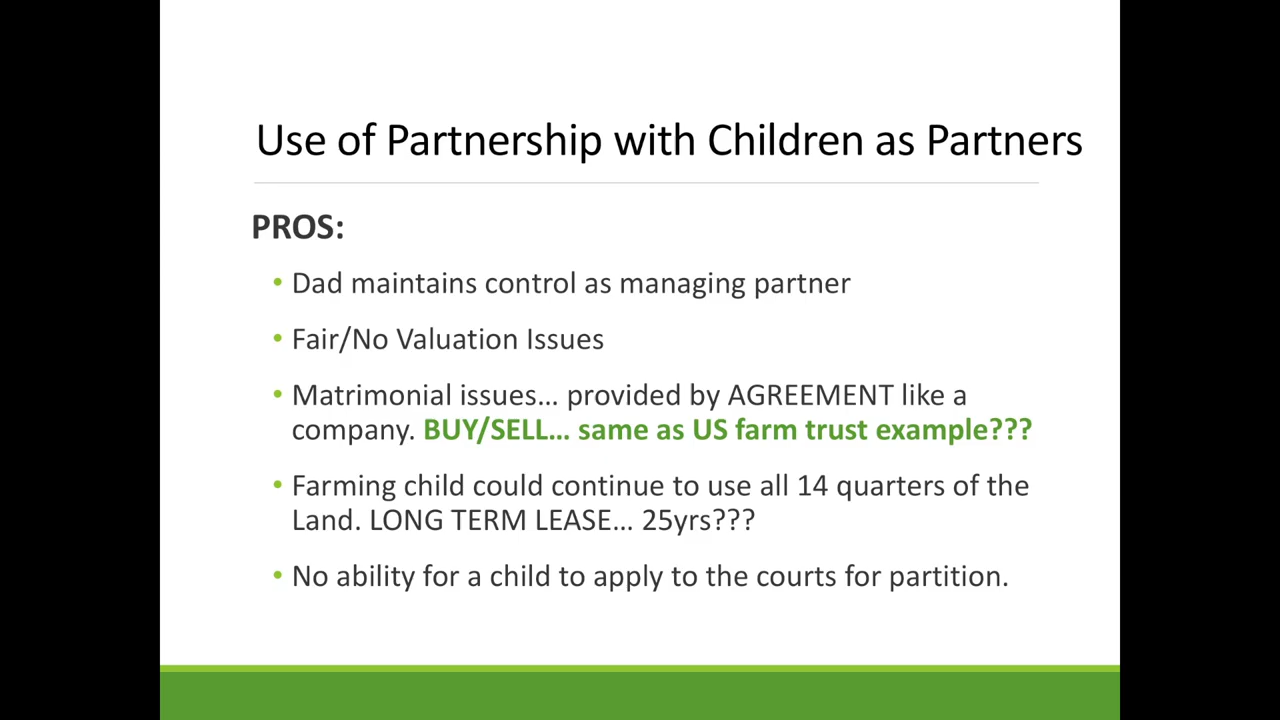 Use of Partnership with Children as Partners
PROS:
• Dad maintains control as managing partner
• Fair/No Valuation Issues
• Matrimonial issues… provided by AGREEMENT like a
company. BUY/SELL… same as US farm trust example???
• Farming child could continue to use all 14 quarters of the
Land. LONG TERM LEASE… 25yrs???
• No ability for a child to apply to the courts for partition.